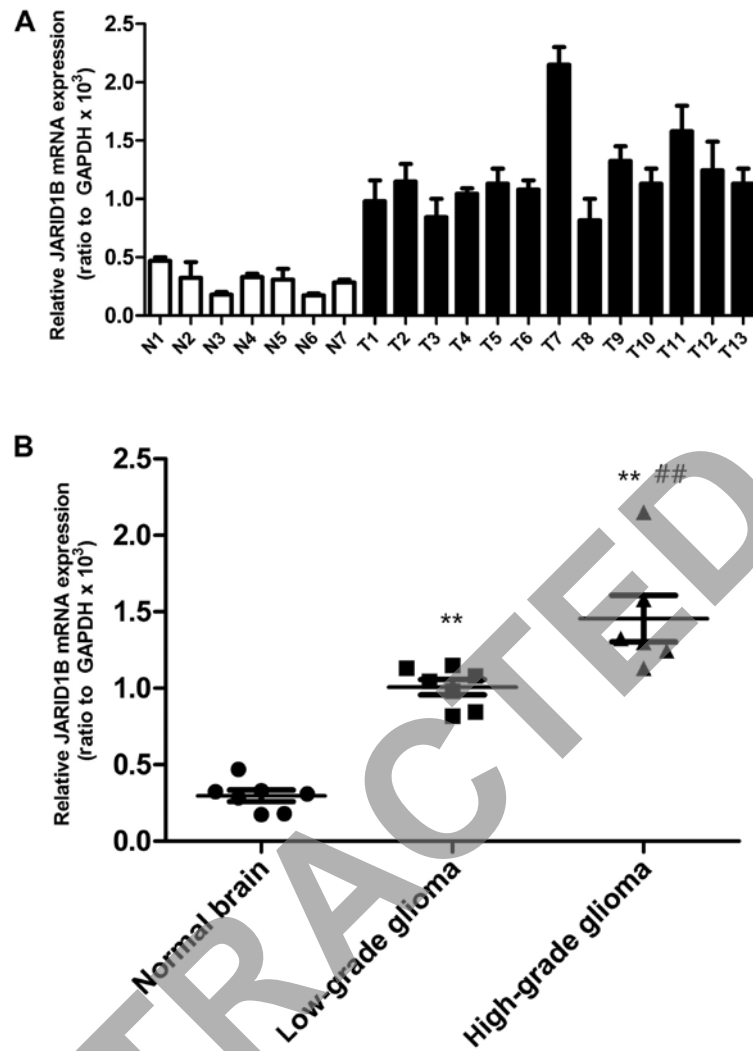 A
Relative JARID1B mRNA expression
(ratio to GAPDH x 10³)
2.5
2.0
1.5
1.0
0.5
0.0
N1 N2 N3 N4 N5 N6 N7 T1 T2 T3 T4 T5 T6 T7 T8 T9 T10 T11 T12 T13
B
Relative JARID1B mRNA expression
(ratio to GAPDH x 10³)
2.5
2.0
1.5
1.0
0.5
0.0
**
** ##
Normal brain
Low-grade glioma
High-grade glioma
TRACTED